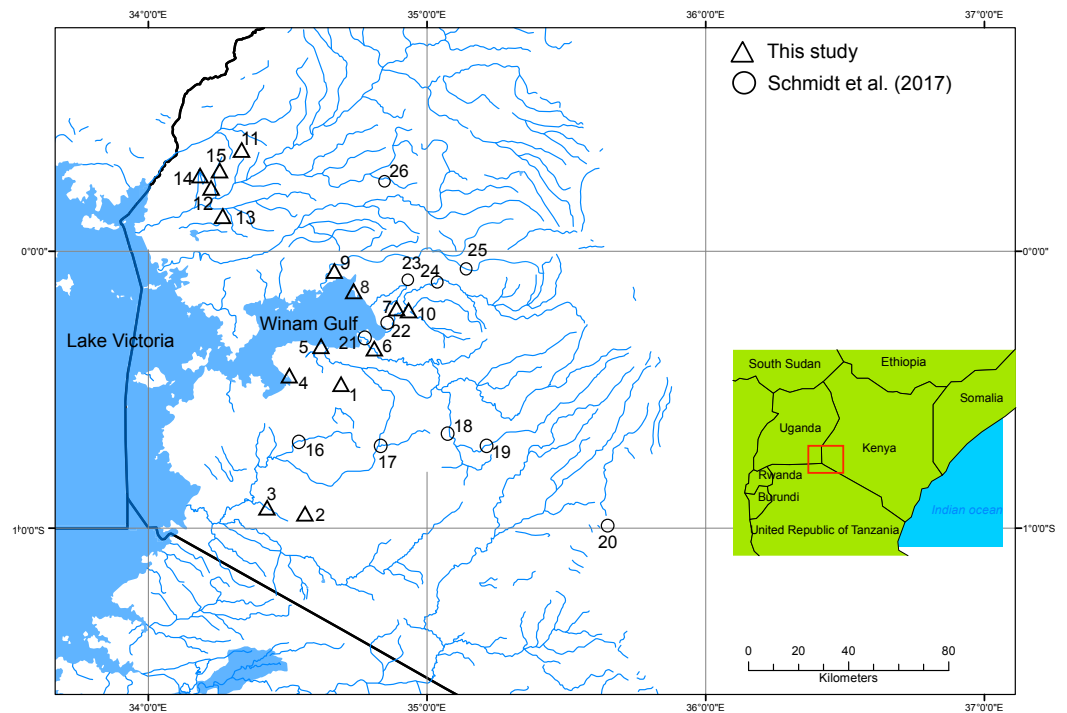 34°0'0"E 35°0'0"E 36°0'0"E 37°0'0"E
This study
Schmidt et al. (2017)
11
15
14
12
13
26
0°0'0" 0°0'0"
25
23
24
9
8
7
10
22
Winam Gulf
21
6
5
Lake Victoria
4
1
18
16
17
19
3
2
20
1°0'0"S 1°0'0"S
South Sudan
Ethiopia
Somalia
Uganda
Kenya
Rwanda
Burundi
Indian ocean
United Republic of Tanzania
0 20 40 60 80
Kilometers
34°0'0"E 35°0'0"E 36°0'0"E 37°0'0"E